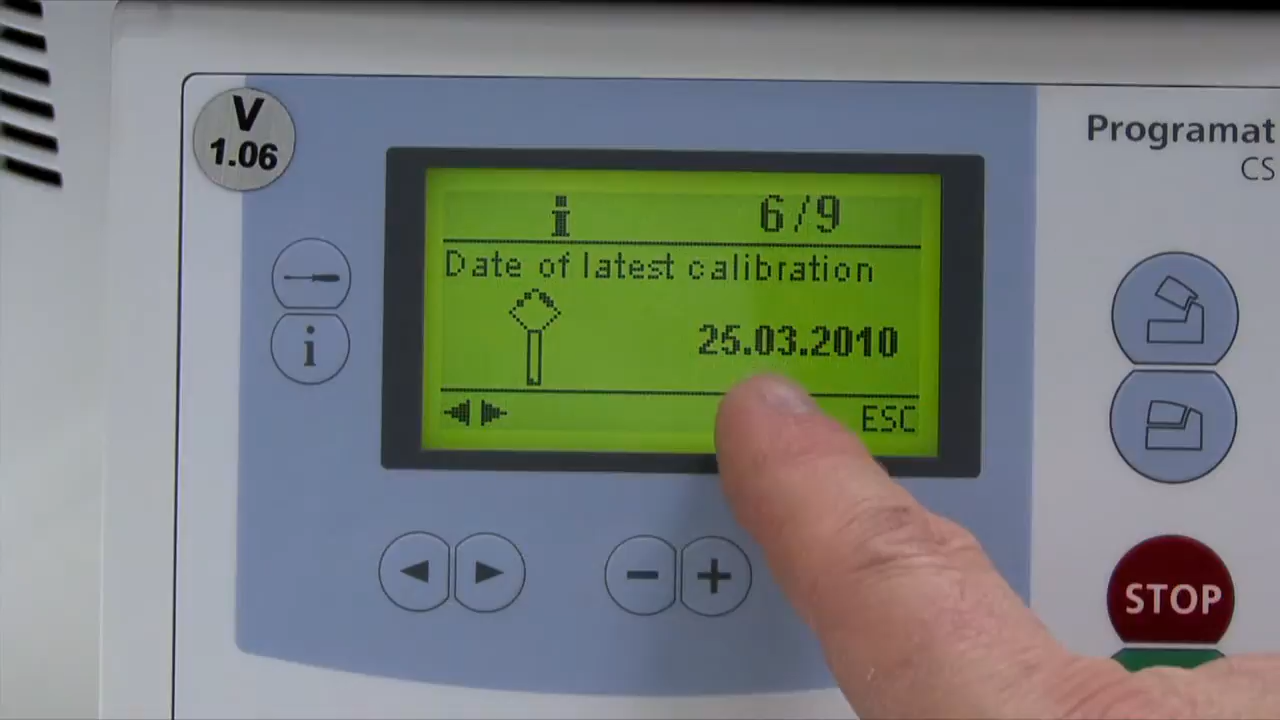 V
1.06
Programat
CS
i 6/9
Date of latest calibration
25.03.2010
ESC
i
STOP